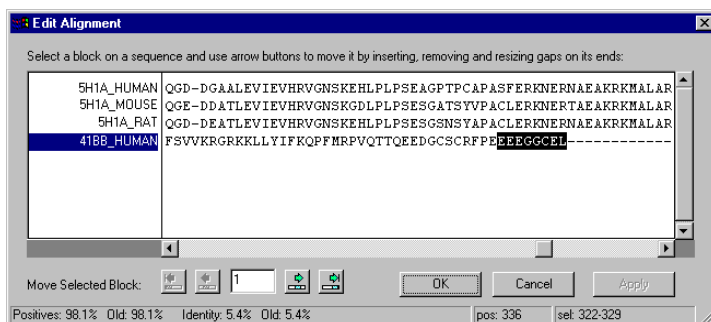 Edit Alignment
Select a block on a sequence and use arrow buttons to move it by inserting, removing and resizing gaps on its ends:
5H1A_HUMAN QGD-DGAALEVIEVHRVGNSKEHLPLPSEAGPTPCAPASFERKNERNAEAKRKMALAR
5H1A_MOUSE QGE-DDATLEVIEVHRVGNSKGDLPLPSESGATSYVPACLERKNERTAEAKRKMALAR
5H1A_RAT QGD-DEATLEVIEVHRVGNSKEHLPLPSESGSNSYAPACLERKNERNAEAKRKMALAR
41BB_HUMAN FSVVKRGRKKLLYIFKQPFMRPVQTTQEEDGCSCRFPEEEEGGCEL------------
Move Selected Block: 1 OK Cancel Apply
Positives: 98.1% Old: 98.1% Identity: 5.4% Old: 5.4% pos: 336 sel: 322-329